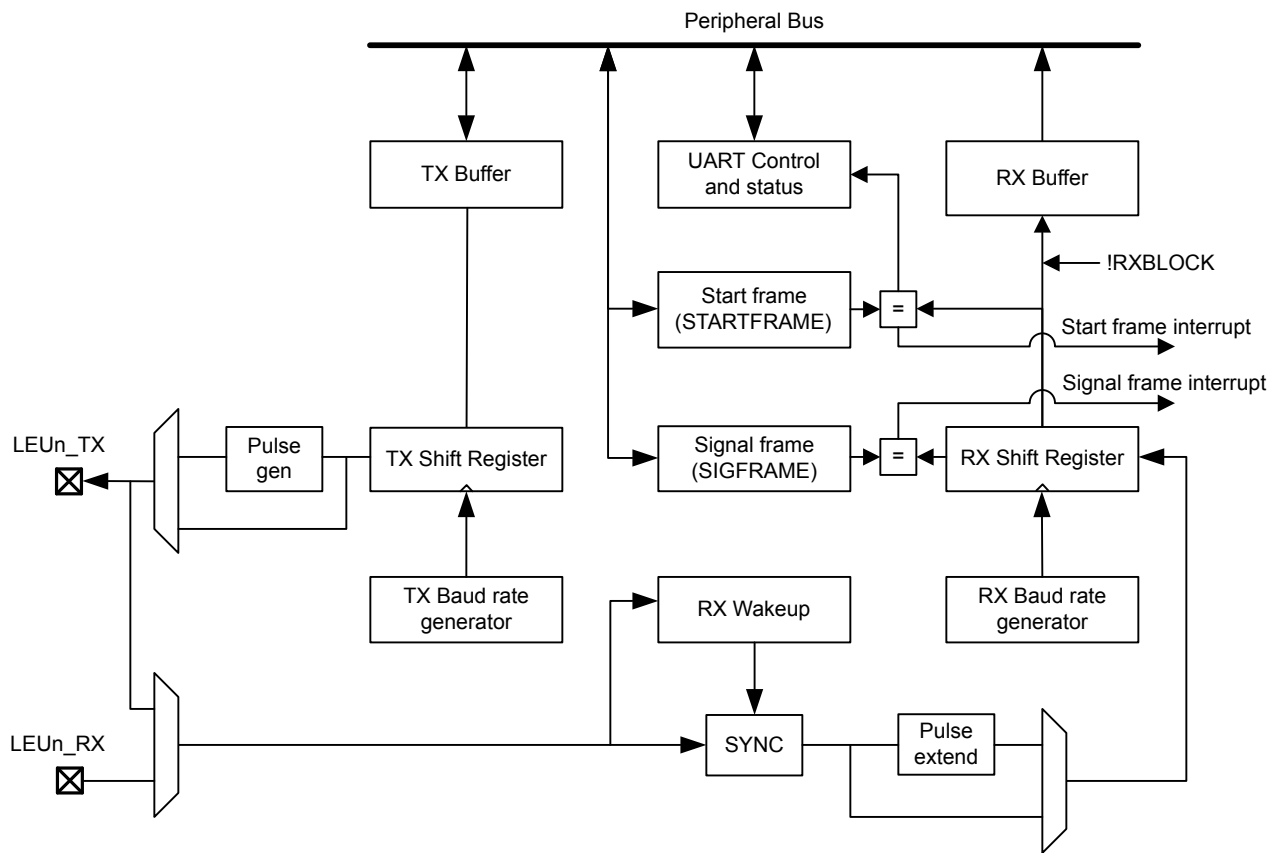 Peripheral Bus
TX Buffer
UART Control
and status
RX Buffer
!RXBLOCK
Start frame
(STARTFRAME)
=
Start frame interrupt
Signal frame interrupt
LEUn_TX
Pulse
gen
TX Shift Register
Signal frame
(SIGFRAME)
=
RX Shift Register
TX Baud rate
generator
RX Wakeup
RX Baud rate
generator
LEUn_RX
SYNC
Pulse
extend